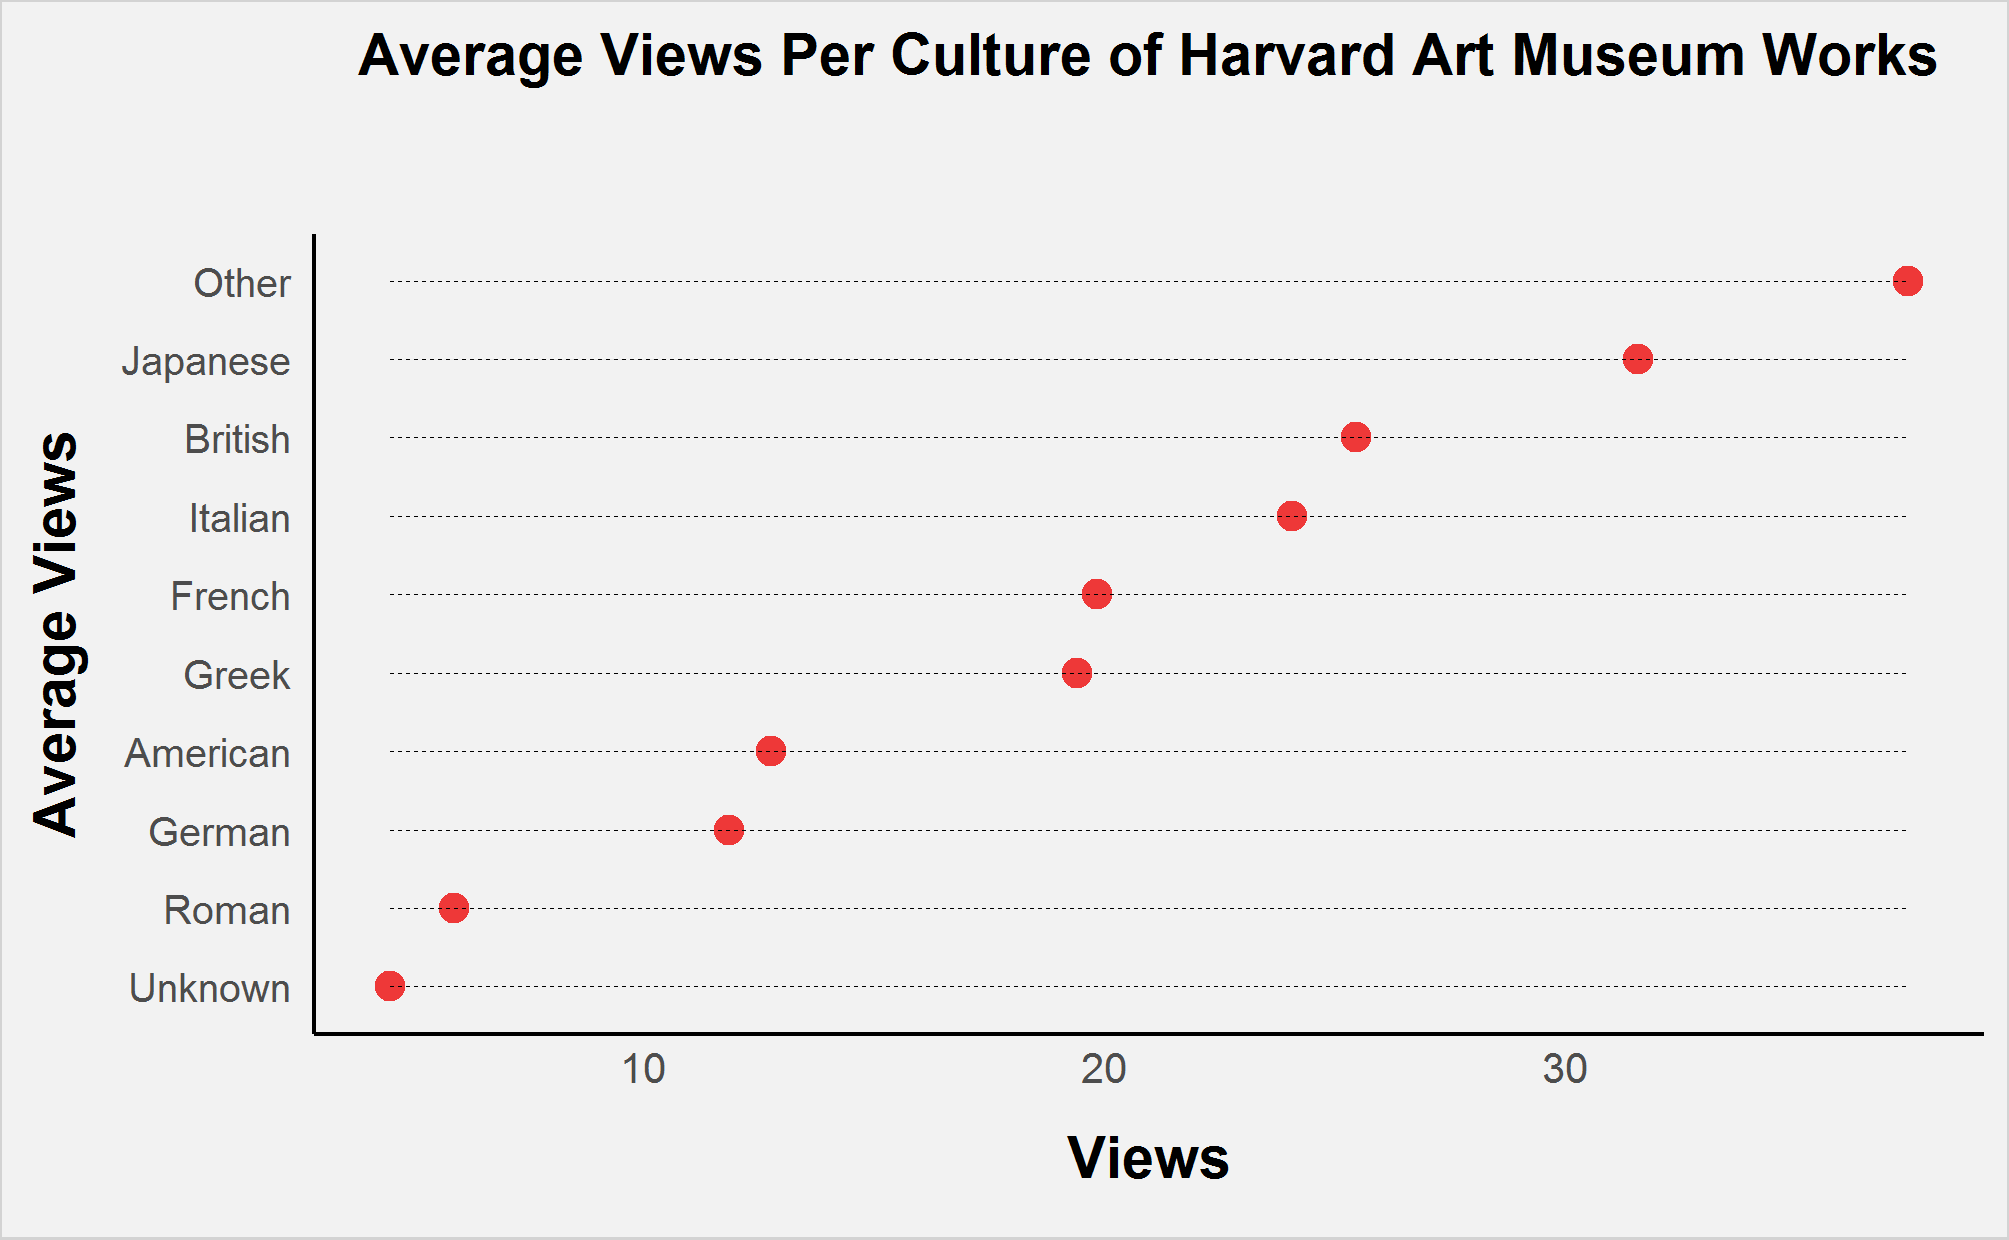 Average Views Per Culture of Harvard Art Museum Works
Average Views
Other
Japanese
British
Italian
French
Greek
American
German
Roman
Unknown
10 20 30
Views